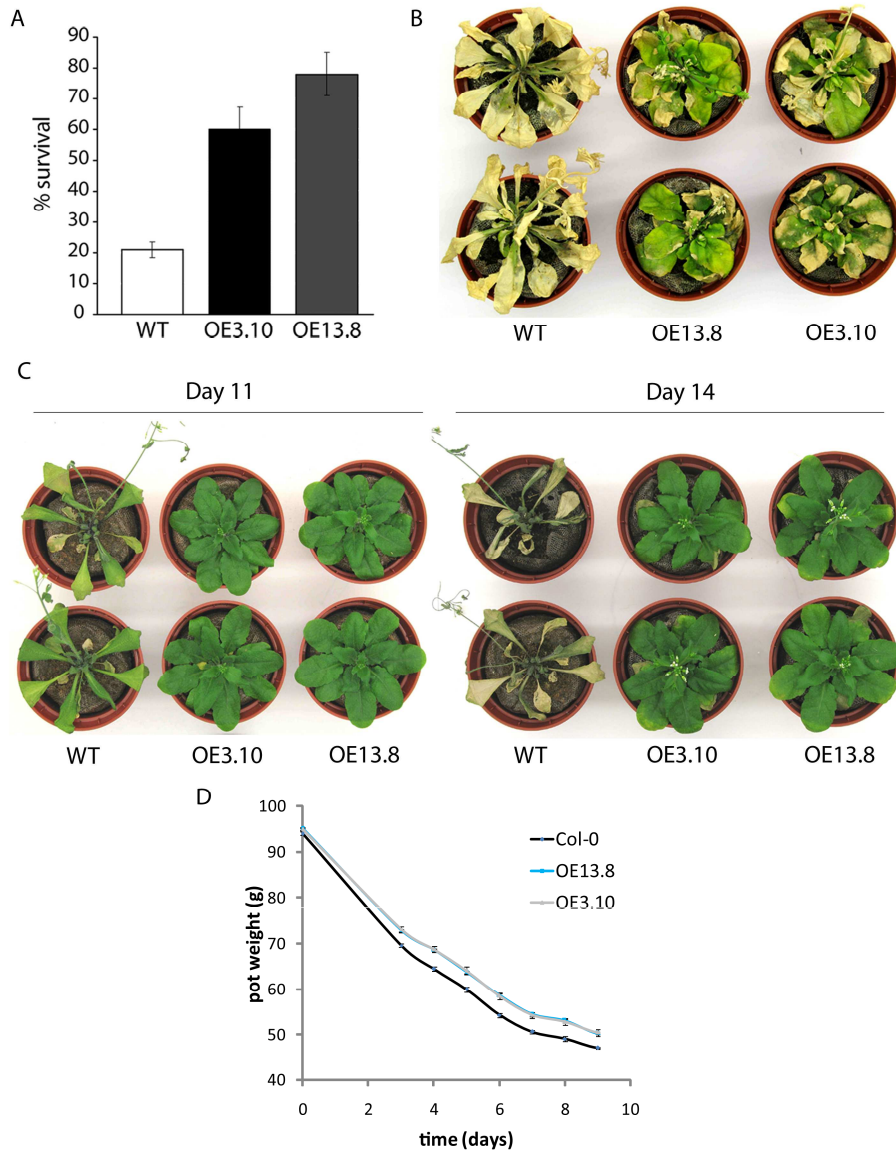 A
% survival
90
80
70
60
50
40
30
20
10
0
WT OE3.10 OE13.8
B
WT OE13.8 OE3.10
C
Day 11 Day 14
WT OE3.10 OE13.8 WT OE3.10 OE13.8
D
pot weight (g)
100
90
80
70
60
50
40
Col-0
OE13.8
OE3.10
0 2 4 6 8 10
time (days)